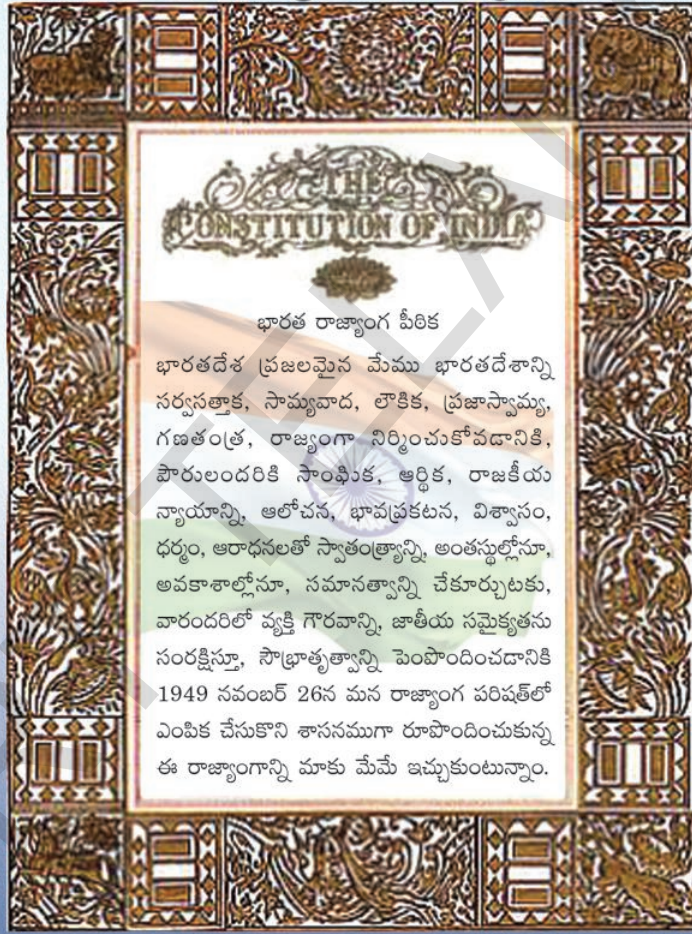 THE
CONSTITUTION OF INDIA
భారత రాజ్యాంగ పీఠిక
భారతదేశ ప్రజలమైన మేము భారతదేశాన్ని
సర్వసత్తాక, సామ్యవాద, లౌకిక, ప్రజాస్వామ్య,
గణతంత్ర, రాజ్యంగా నిర్మించుకోవడానికి,
పౌరులందరికి సాంఘిక, ఆర్థిక, రాజకీయ
న్యాయాన్ని, ఆలోచన, భావప్రకటన, విశ్వాసం,
ధర్మం, ఆరాధనలతో స్వాతంత్ర్యాన్ని, అంతస్థుల్లోనూ,
అవకాశాల్లోనూ, సమానత్వాన్ని చేకూర్చుటకు,
వారందరిలో వ్యక్తి గౌరవాన్ని, జాతీయ సమైక్యతను
సంరక్షిస్తూ, సౌభ్రాతృత్వాన్ని పెంపొందించడానికి
1949 నవంబర్ 26న మన రాజ్యాంగ పరిషత్‌లో
ఎంపిక చేసుకొని శాసనముగా రూపొందించుకున్న
ఈ రాజ్యాంగాన్ని మాకు మేమే ఇచ్చుకుంటున్నాం.